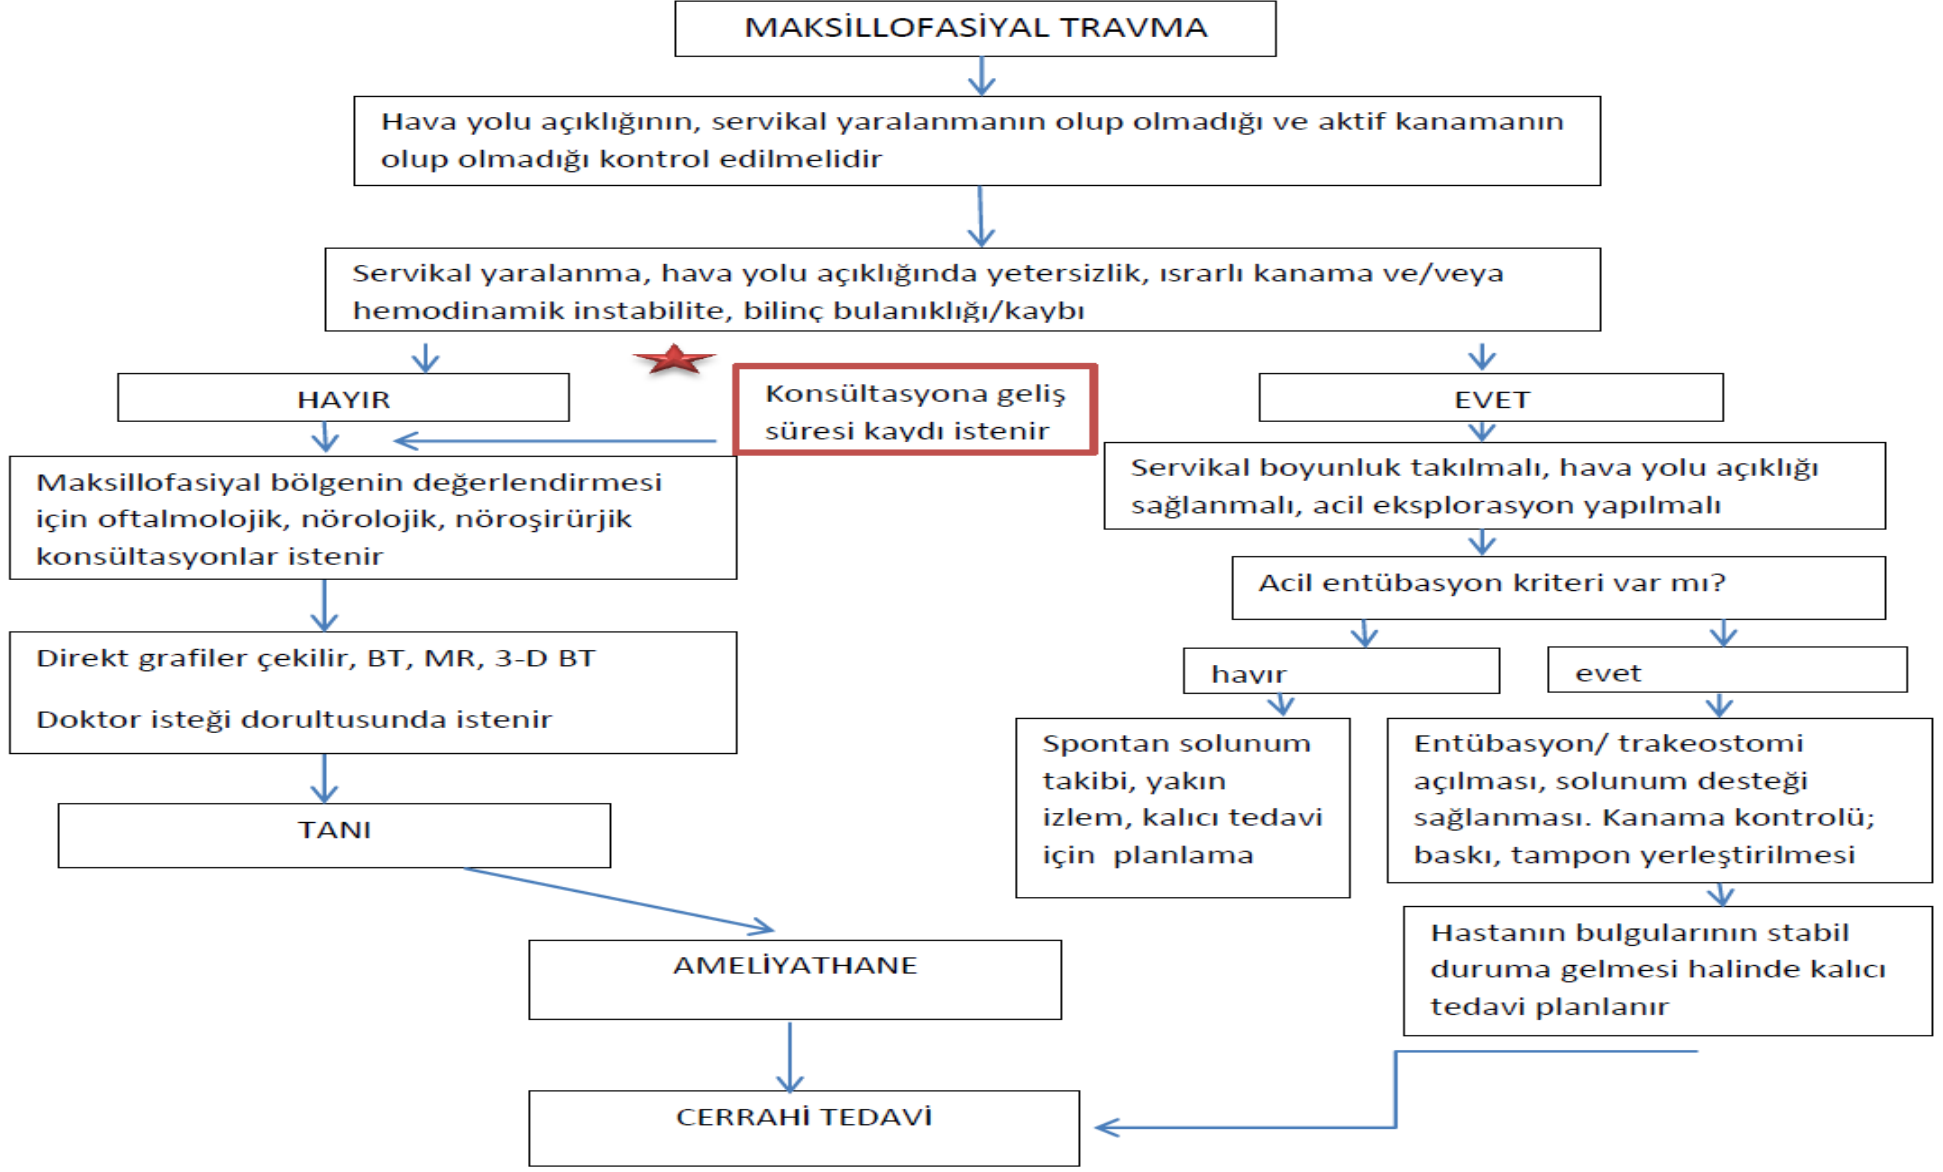 MAKSİLLOFASİYAL TRAVMA
Hava yolu açıklığının, servikal yaralanmanın olup olmadığı ve aktif kanamanın
olup olmadığı kontrol edilmelidir
Servikal yaralanma, hava yolu açıklığında yetersizlik, ısrarlı kanama ve/veya
hemodinamik instabilite, bilinç bulanıklığı/kaybı
HAYIR
Konsültasyona geliş
süresi kaydı istenir
EVET
Maksillofasiyal bölgenin değerlendirmesi
için oftalmolojik, nörolojik, nöroşirürjik
konsültasyonlar istenir
Servikal boyunluk takılmalı, hava yolu açıklığı
sağlanmalı, acil eksplorasyon yapılmalı
Acil entübasyon kriteri var mı?
hayır
evet
Direkt grafiler çekilir, BT, MR, 3-D BT
Doktor isteği dorultusunda istenir
Spontan solunum
takibi, yakın
izlem, kalıcı tedavi
için planlama
Entübasyon/ trakeostomi
açılması, solunum desteği
sağlanması. Kanama kontrolü;
baskı, tampon yerleştirilmesi
TANI
Hastanın bulgularının stabil
duruma gelmesi halinde kalıcı
tedavi planlanır
AMELİYATHANE
CERRAHİ TEDAVİ